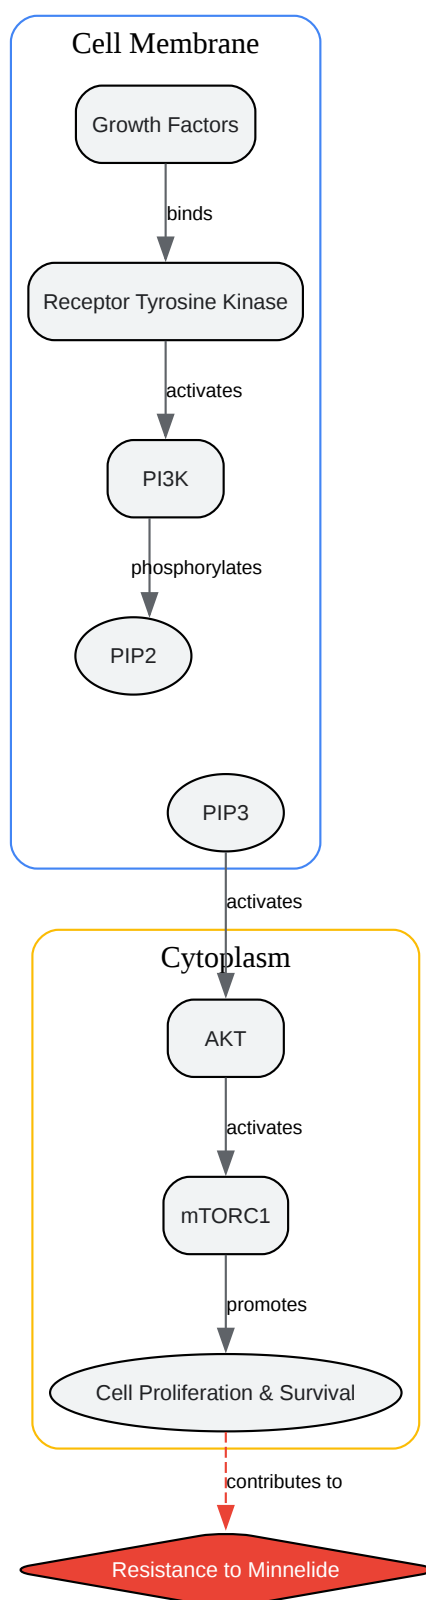 Cell Membrane
Growth Factors
binds
Receptor Tyrosine Kinase
activates
PI3K
phosphorylates
PIP2
PIP3
activates
Cytoplasm
AKT
activates
mTORC1
promotes
Cell Proliferation & Survival
contributes to
Resistance to Minnelide